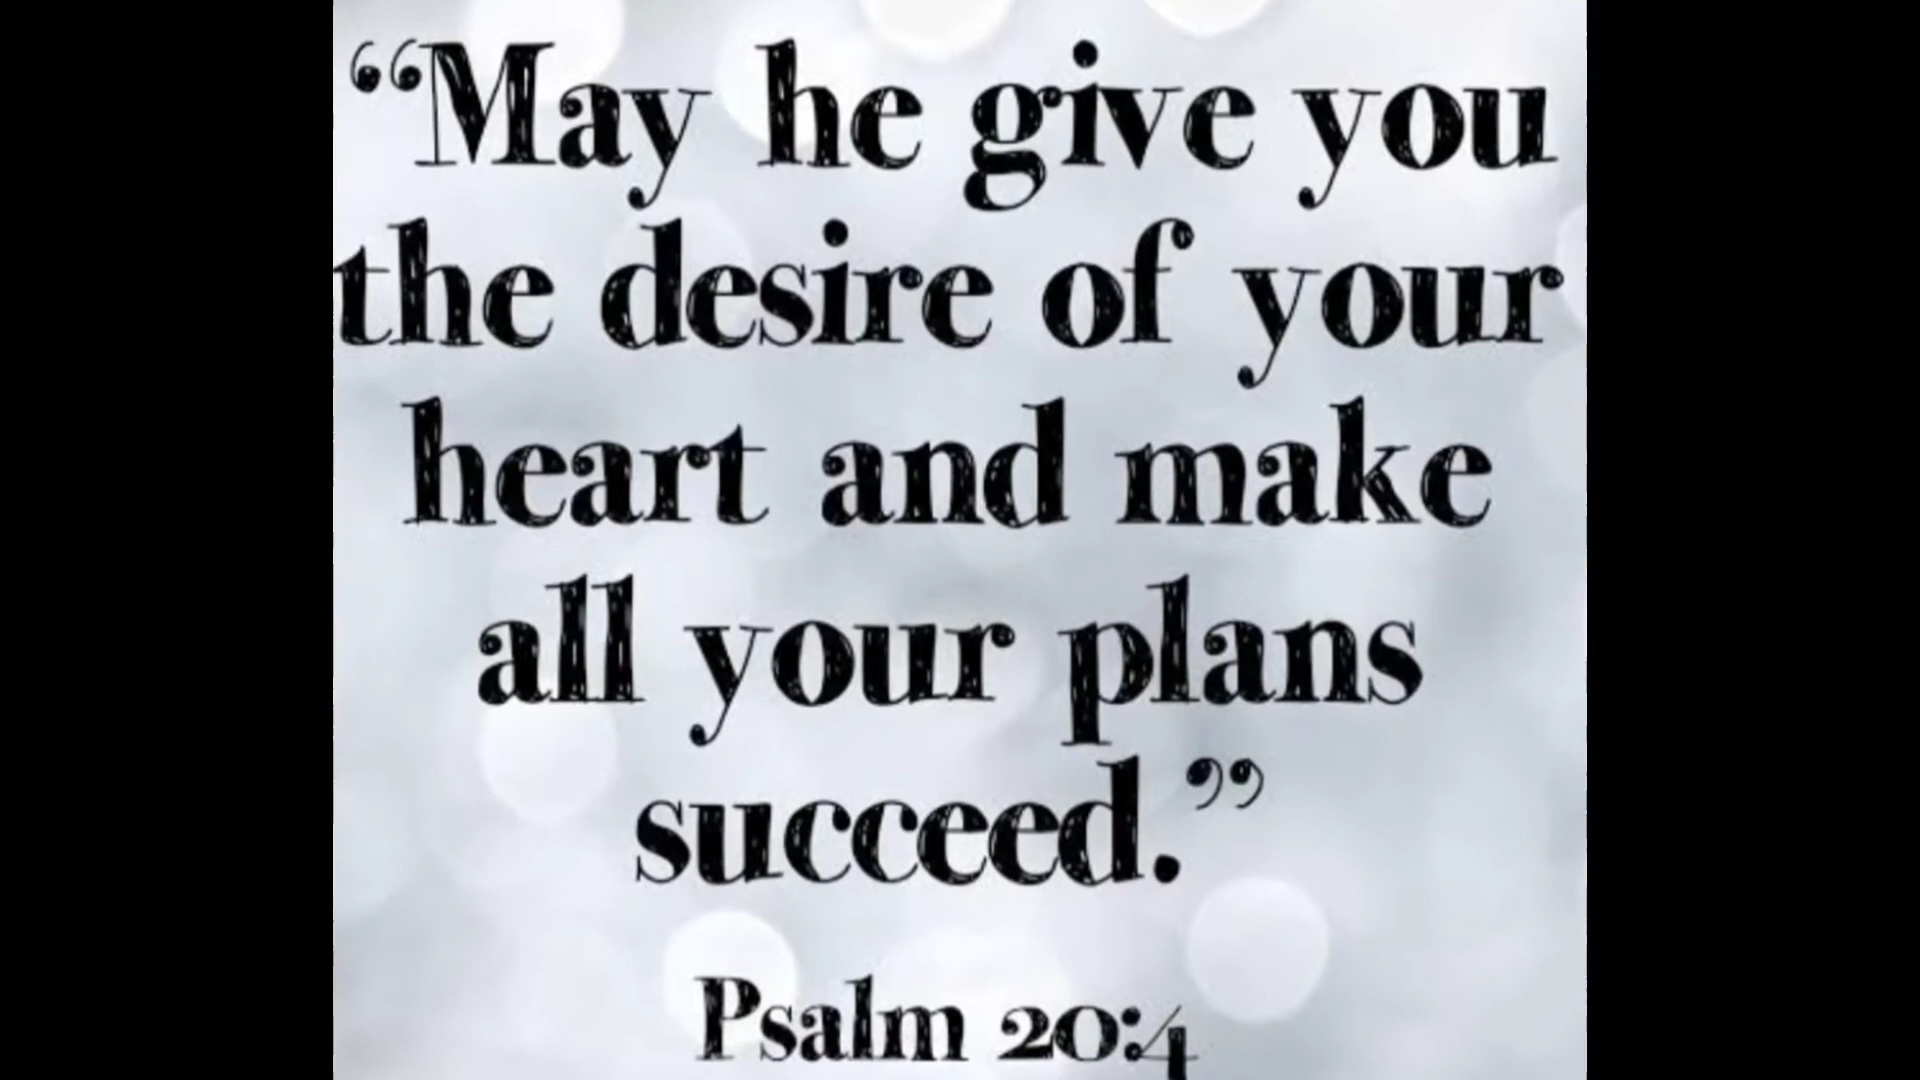 “May he give you
the desire of your
heart and make
all your plans
succeed.”
Psalm 20:4